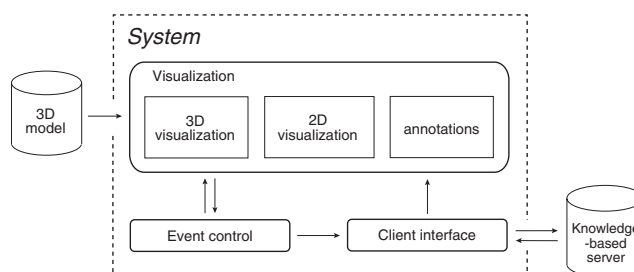 System
Visualization
3D
model
3D
visualization
2D
visualization
annotations
Event control
Client interface
Knowledge
-based
server